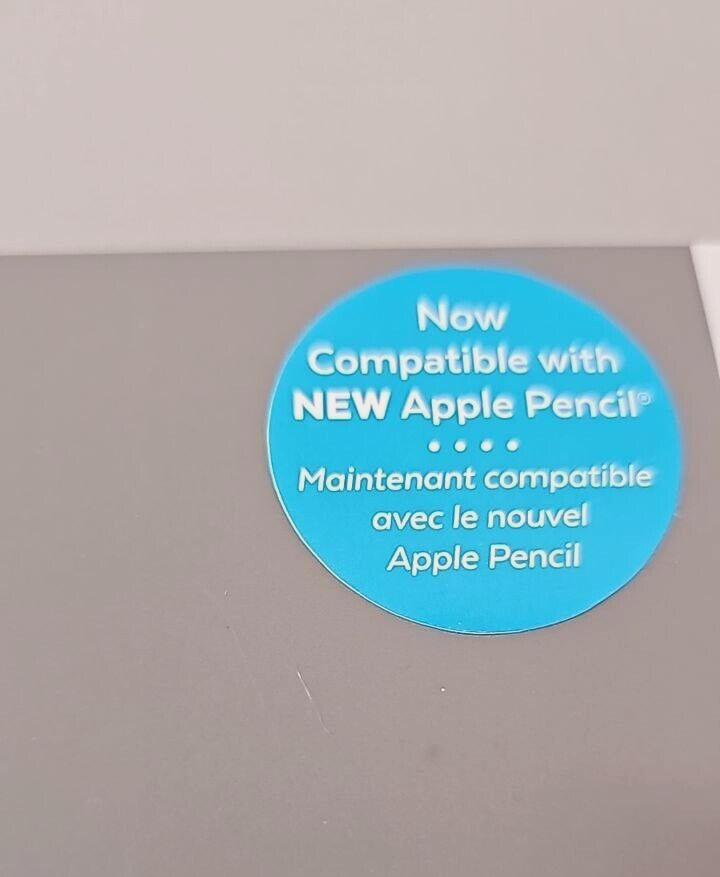 Now
Compatible with
NEW Apple Pencil®
••••
Maintenant compatible
avec le nouvel
Apple Pencil